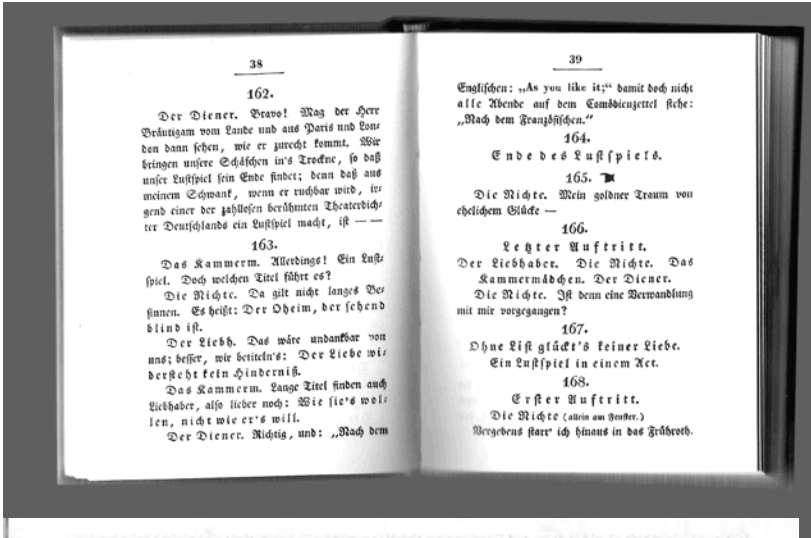 38
162.
Der Diener. Bravo! Mag der Herr
Bräutigam vom Lande und aus Paris und Lon-
don dann sehen, wie er zurecht kommt. Wir
bringen unsere Schäfchen in's Trockne, so daß
unser Lustspiel sein Ende findet; denn daß aus
meinem Schwank, wenn er ruchbar wird, ir-
gend einer der zahllosen berühmten Theaterdich-
ter Deutschlands ein Lustspiel macht, ist — —
163.
Das Kammerm. Allerdings! Ein Lust-
spiel. Doch welchen Titel führt es?
Die Nichte. Da gilt nicht langes Be-
sinnen. Es heißt: Der Oheim, der sehend
blind ist.
Der Liebh. Das wäre undankbar von
uns; besser, wir betiteln's: Der Liebe wi-
dersteht kein Hinderniß.
Das Kammerm. Lange Titel finden auch
Liebhaber, also lieber noch: Wie sie's wol-
len, nicht wie er's will.
Der Diener. Richtig, und: „Nach dem
39
Englischen: „As you like it;“ damit doch nicht
alle Abende auf dem Comödienzettel stehe:
„Nach dem Französischen.“
164.
Ende des Lustspiels.
165.
Die Nichte. Mein goldner Traum von
ehelichem Glücke —
166.
Letzter Auftritt.
Der Liebhaber. Die Nichte. Das
Kammermädchen. Der Diener.
Die Nichte. Ist denn eine Verwandlung
mit mir vorgegangen?
167.
Ohne List glückt's keiner Liebe.
Ein Lustspiel in einem Act.
168.
Erster Auftritt.
Die Nichte (allein am Fenster.)
Vergebens starr' ich hinaus in das Frühroth.